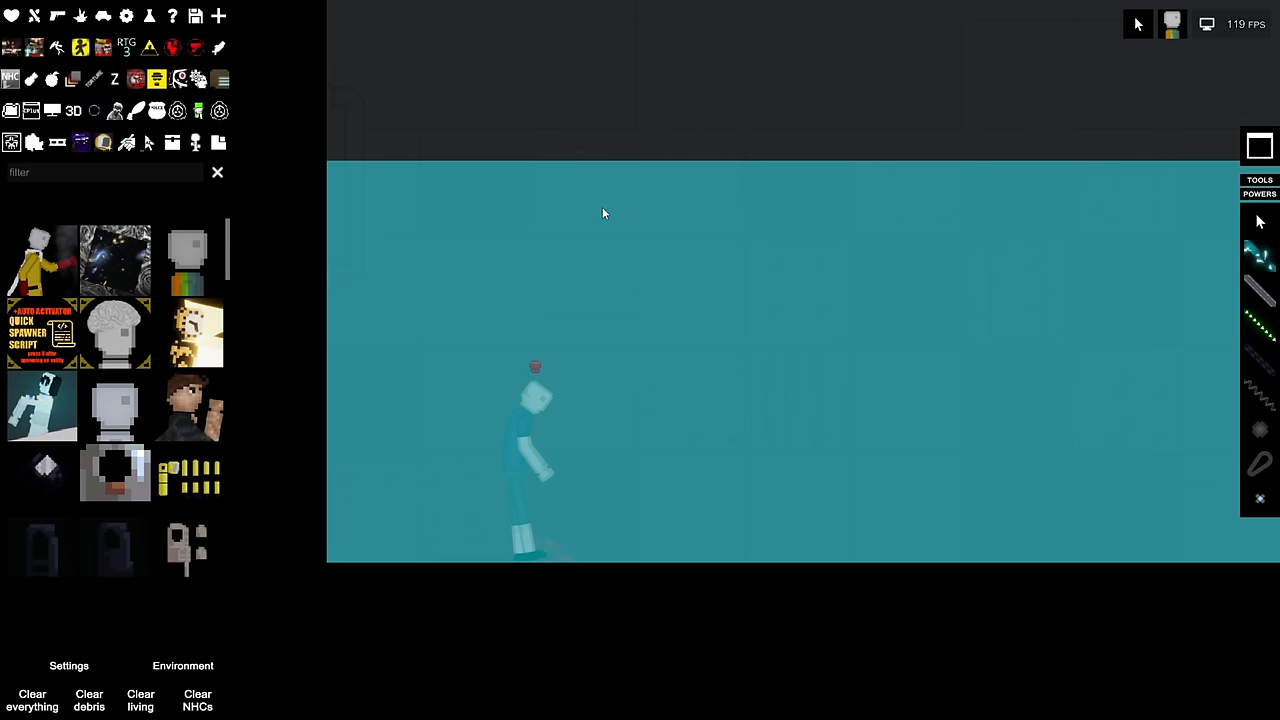 119 FPS
RTG
3
NHC
TORTURE
Z
3D
filter
TOOLS
POWERS
+AUTO ACTIVATOR
QUICK
SPAWNER
SCRIPT
Settings
Environment
Clear everything
Clear debris
Clear living
Clear NHCs